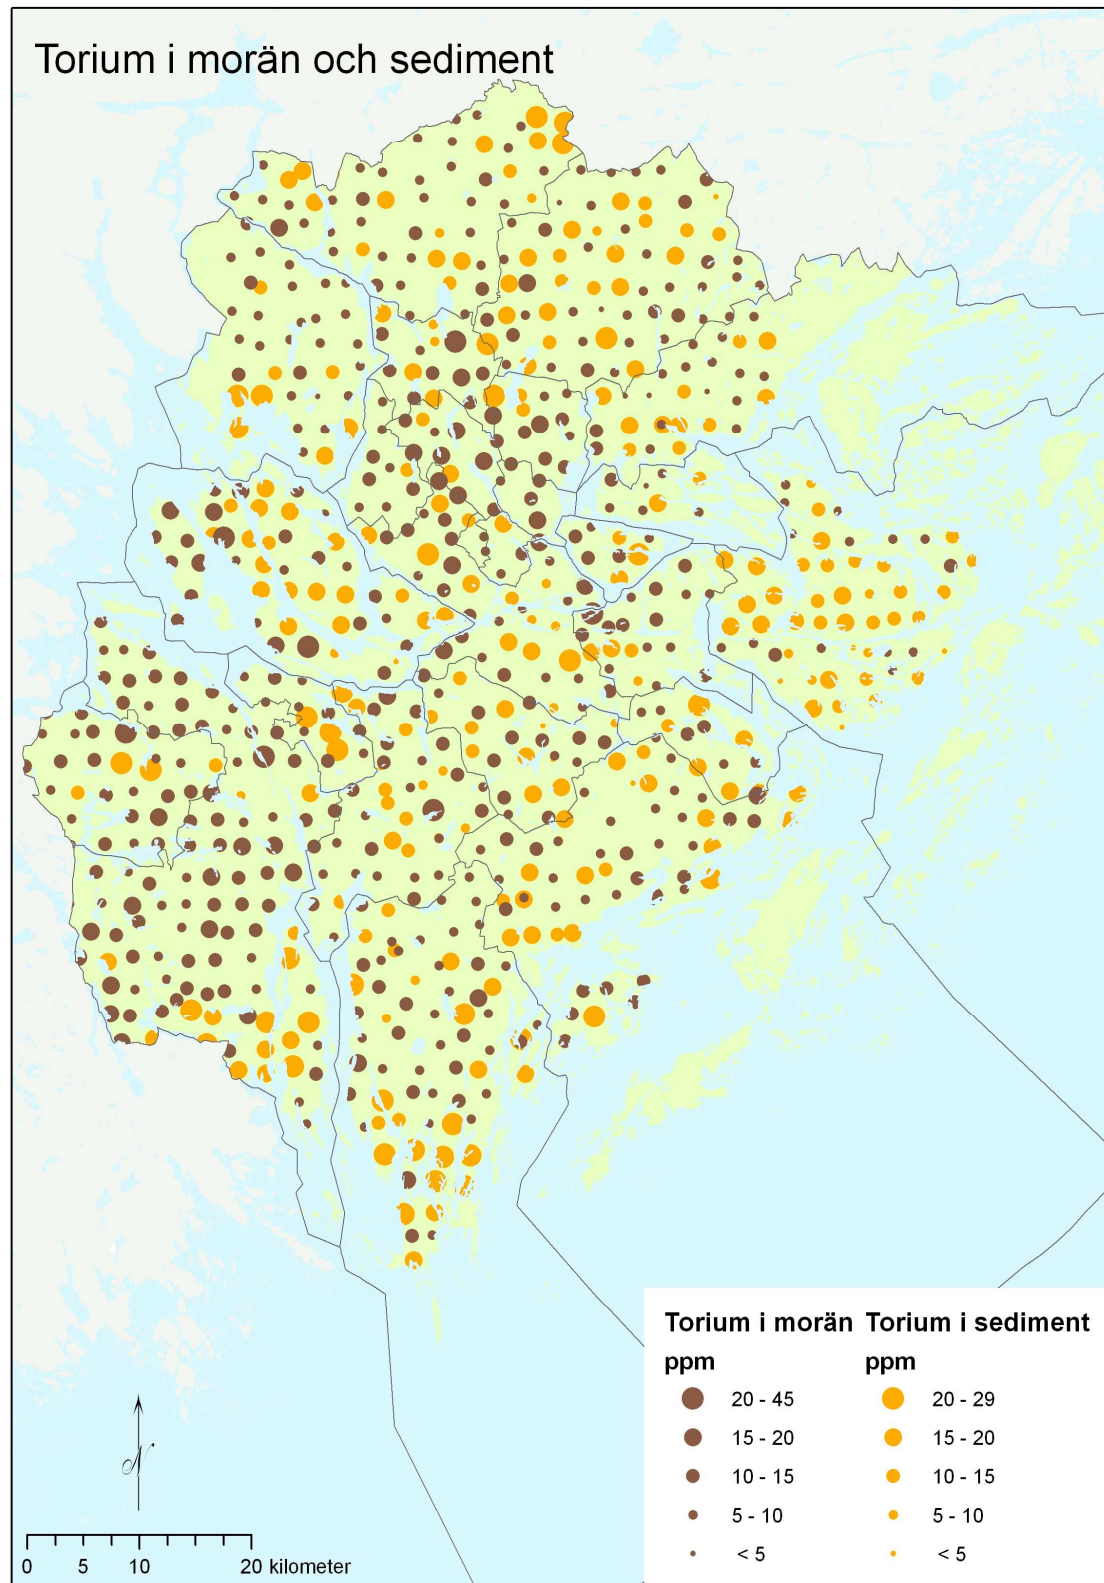 Torium i morän och sediment
Torium i morän Torium i sediment
ppm ppm
20 - 45 20 - 29
15 - 20 15 - 20
10 - 15 10 - 15
5 - 10 5 - 10
< 5 < 5
N
0 5 10 20 kilometer